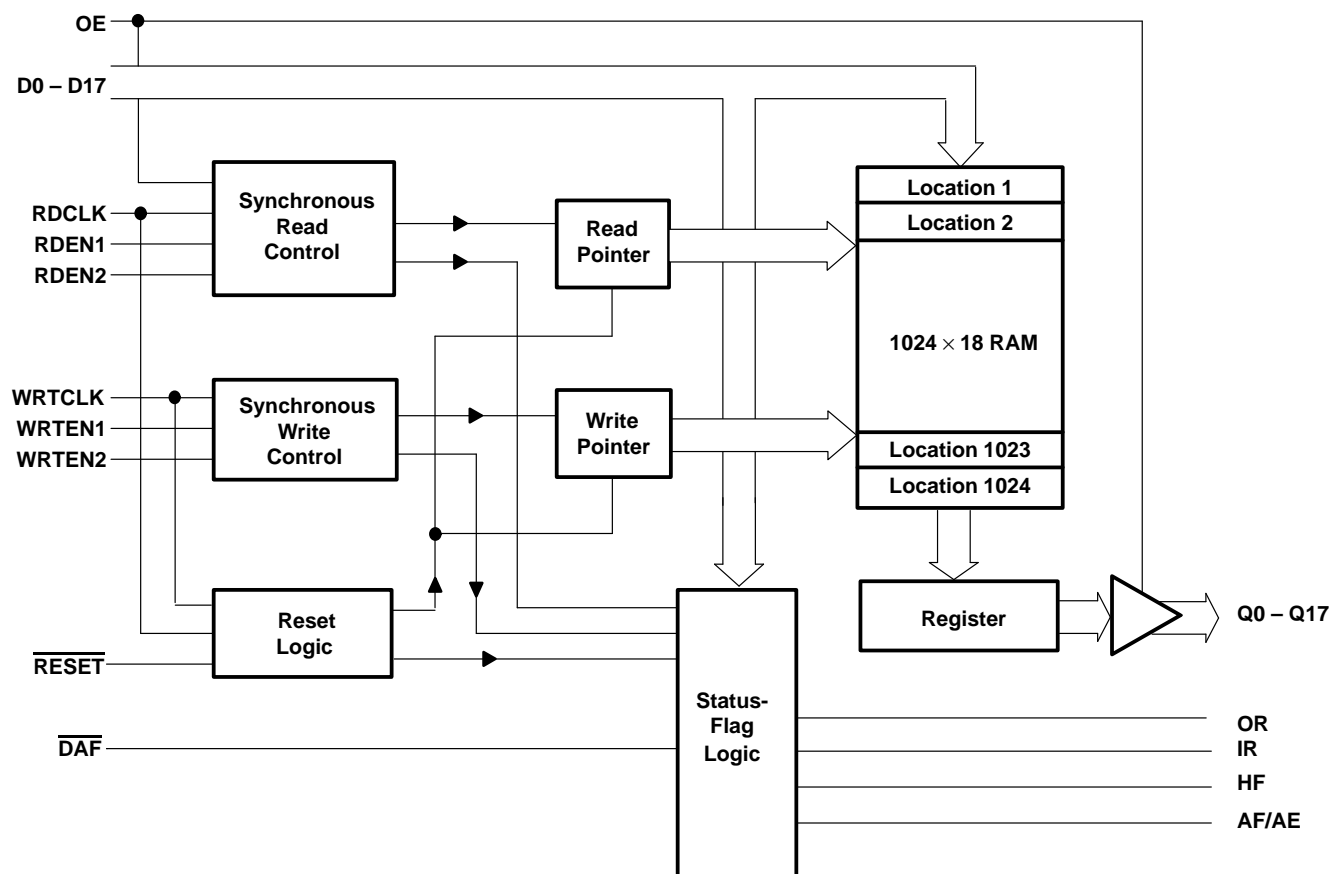 OE
D0 – D17
RDCLK
RDEN1
RDEN2
Synchronous
Read
Control
Read
Pointer
Location 1
Location 2
1024 × 18 RAM
Location 1023
Location 1024
WRTCLK
WRTEN1
WRTEN2
Synchronous
Write
Control
Write
Pointer
RESET
Reset
Logic
Register
Q0 – Q17
DAF
Status-
Flag
Logic
OR
IR
HF
AF/AE